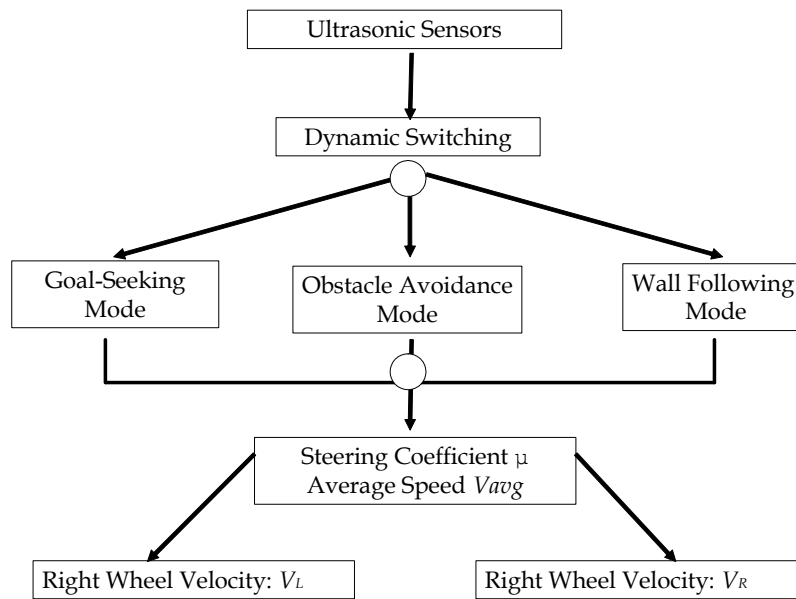 Ultrasonic Sensors
Dynamic Switching
Goal-Seeking
Mode
Obstacle Avoidance
Mode
Wall Following
Mode
Steering Coefficient μ
Average Speed Vavg
Right Wheel Velocity: VL
Right Wheel Velocity: VR